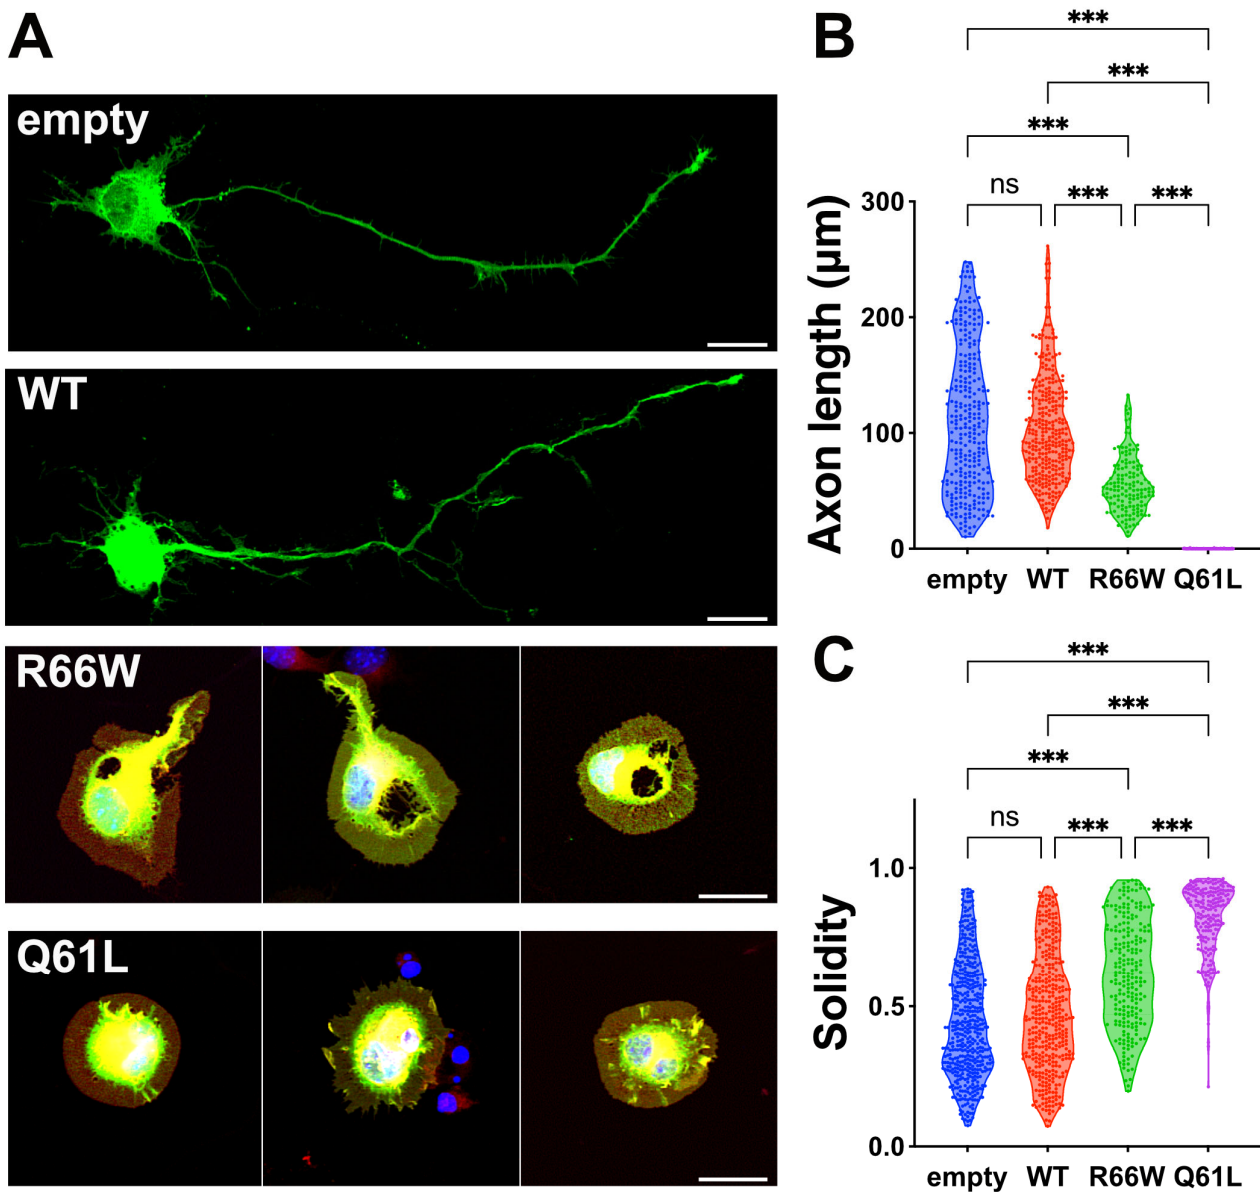 A
empty
WT
R66W
Q61L
B
***
***
***
ns *** ***
300
200
100
0
Axon length (μm)
empty WT R66W Q61L
C
***
***
***
ns *** ***
1.0
0.5
0.0
Solidity
empty WT R66W Q61L